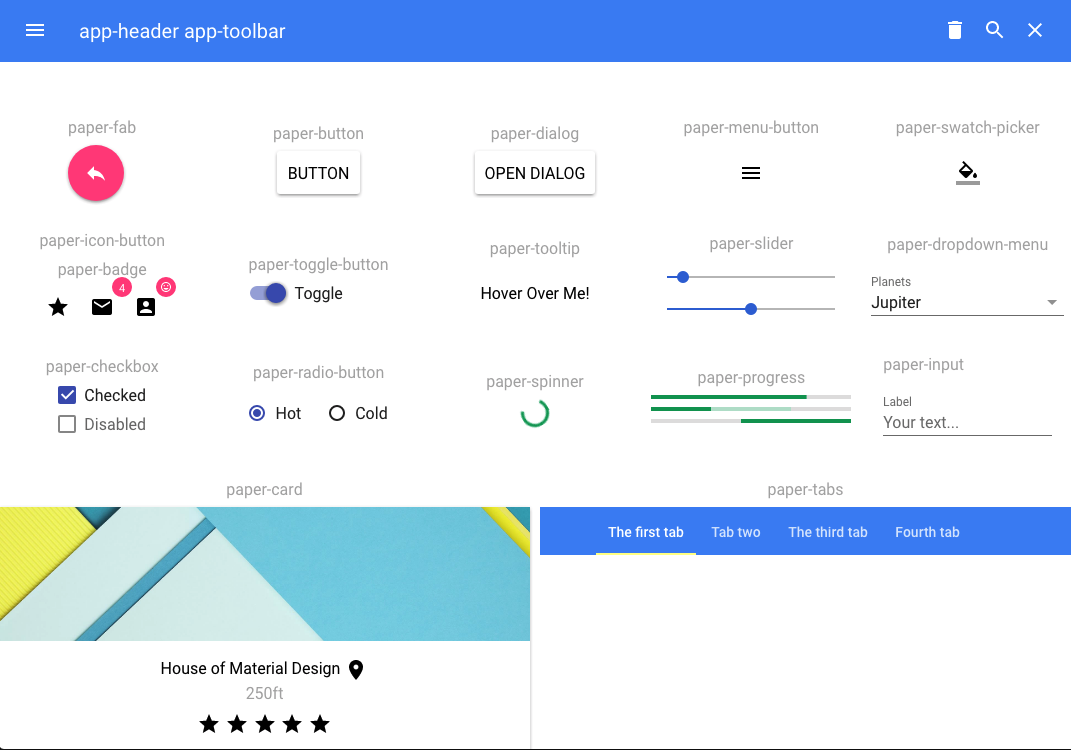 app-header app-toolbar
paper-fab
paper-button
paper-dialog
paper-menu-button
paper-swatch-picker
BUTTON
OPEN DIALOG
paper-icon-button
paper-badge
4
paper-toggle-button
Toggle
paper-tooltip
Hover Over Me!
paper-slider
paper-dropdown-menu
Planets
Jupiter
paper-checkbox
Checked
Disabled
paper-radio-button
Hot
Cold
paper-spinner
paper-progress
paper-input
Label
Your text...
paper-card
House of Material Design
250ft
paper-tabs
The first tab
Tab two
The third tab
Fourth tab